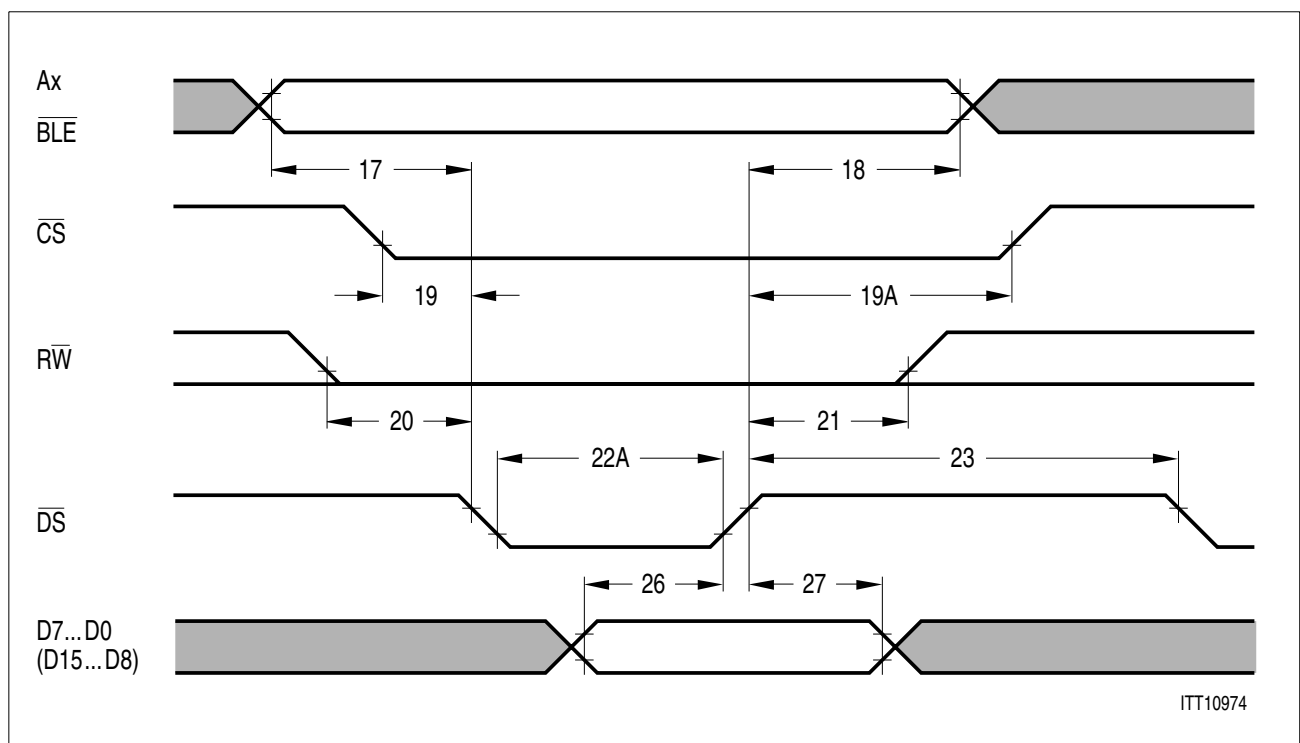 Ax
BLE
17
18
CS
19
19A
RW
20
21
22A
23
DS
26
27
D7...D0
(D15...D8)
ITT10974